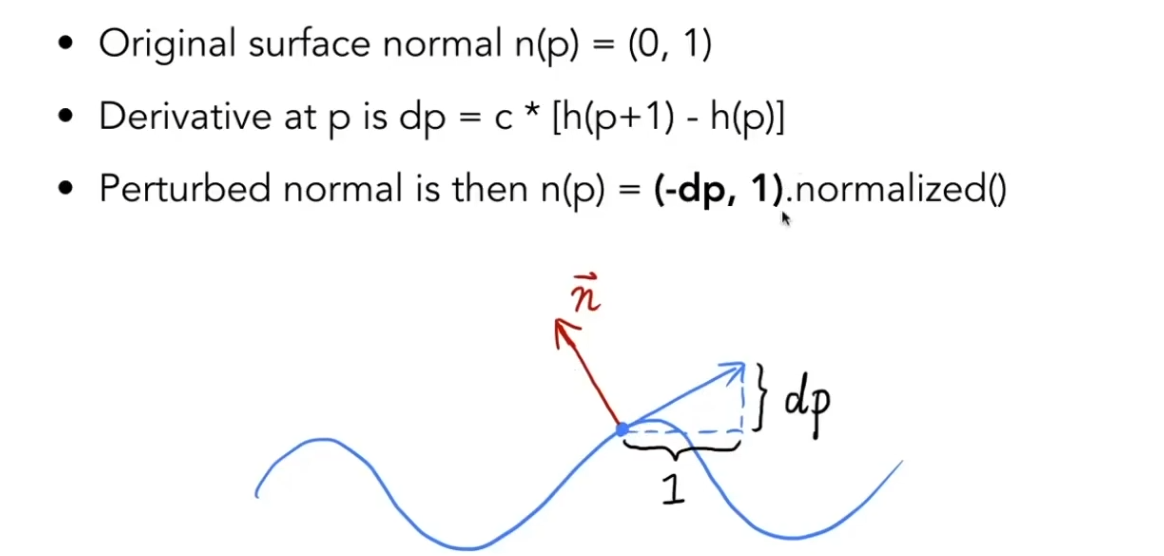 • Original surface normal n(p) = (0, 1)
• Derivative at p is dp = c * [h(p+1) - h(p)]
• Perturbed normal is then n(p) = (-dp, 1).normalized()
n⃗
} dp
1